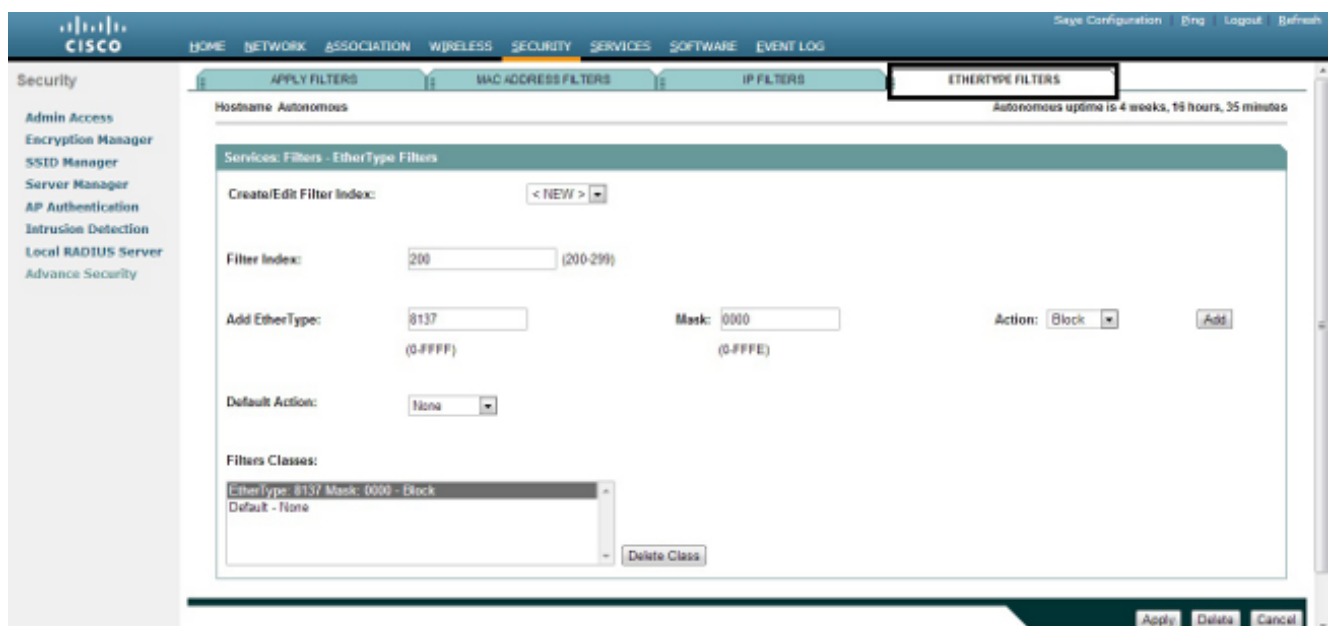 Save Configuration | Ping | Logout | Refresh
CISCO
HOME NETWORK ASSOCIATION WIRELESS SECURITY SERVICES SOFTWARE EVENT LOG
Security
Admin Access
Encryption Manager
SSID Manager
Server Manager
AP Authentication
Intrusion Detection
Local RADIUS Server
Advance Security
APPLY FILTERS MAC ADDRESS FILTERS IP FILTERS ETHERTYPE FILTERS
Hostname Autonomous Autonomous uptime is 4 weeks, 16 hours, 35 minutes
Services: Filters - EtherType Filters
Create/Edit Filter Index: < NEW >
Filter Index: 200 (200-299)
Add EtherType: 8137 Mask: 0000 Action: Block Add
(0-FFFF) (0-FFFE)
Default Action: None
Filters Classes:
EtherType: 8137 Mask: 0000 - Block
Default - None
Delete Class
Apply Delete Cancel